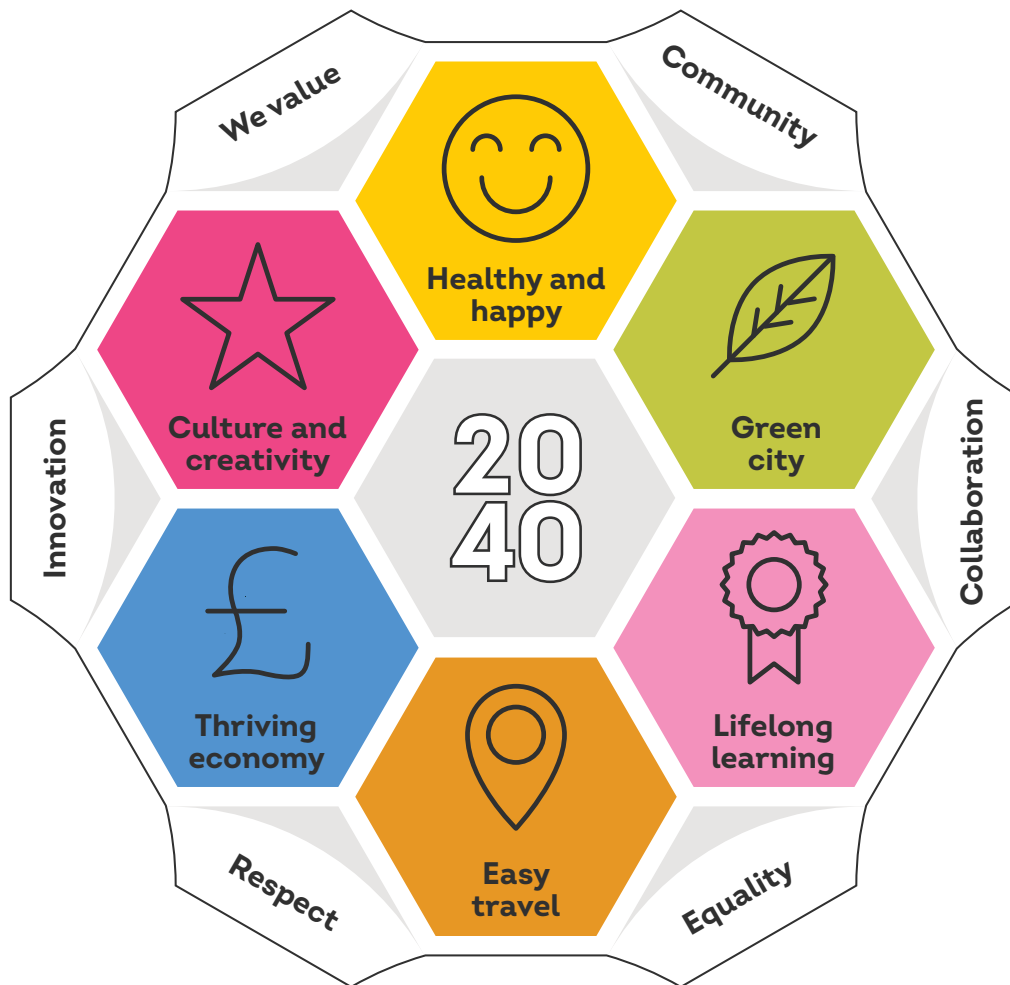 We value
Community
Collaboration
Equality
Respect
Innovation
Healthy and
happy
Green
city
Lifelong
learning
Easy
travel
Thriving
economy
£
Culture and
creativity
20
40